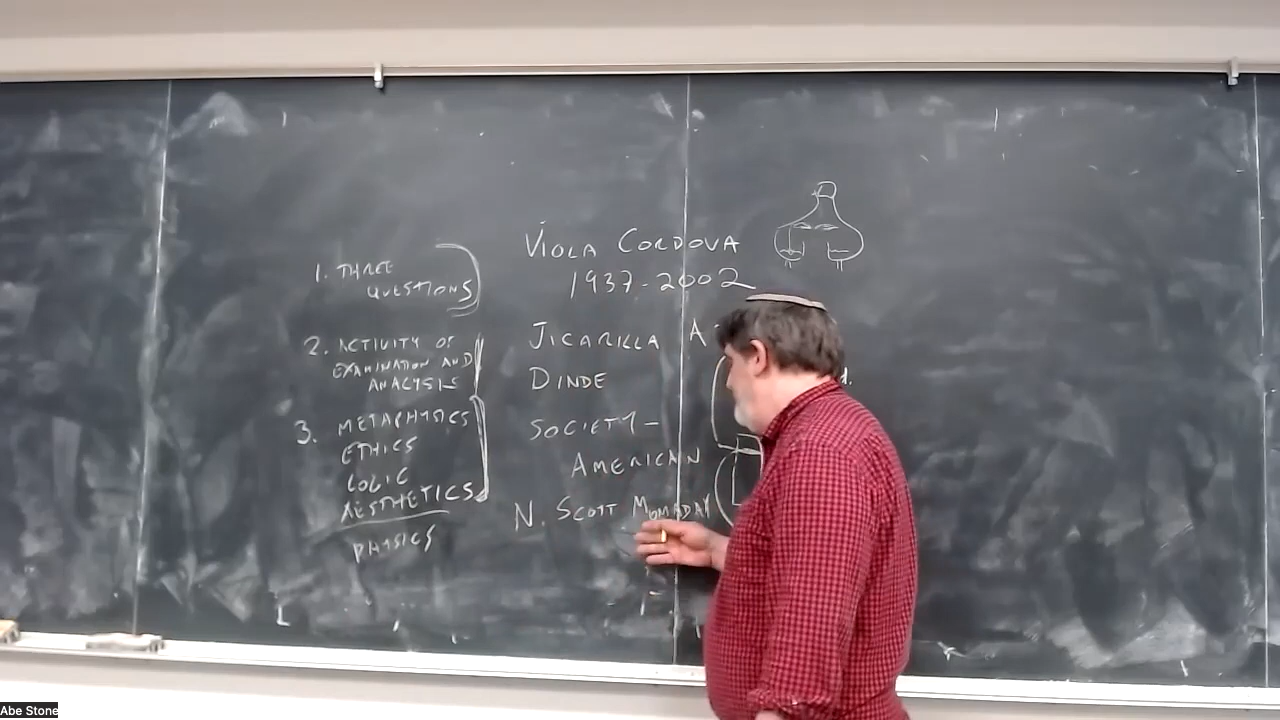 1. THREE
QUESTIONS
2. ACTIVITY OF
EXAMINATION AND
ANALYSIS
3. METAPHYSICS
ETHICS
LOGIC
AESTHETICS
PHYSICS
VIOLA CORDOVA
1937-2002
JICARILLA A
DINDE
SOCIETY -
AMERICAN
N. SCOTT MOMADAY
Abe Stone